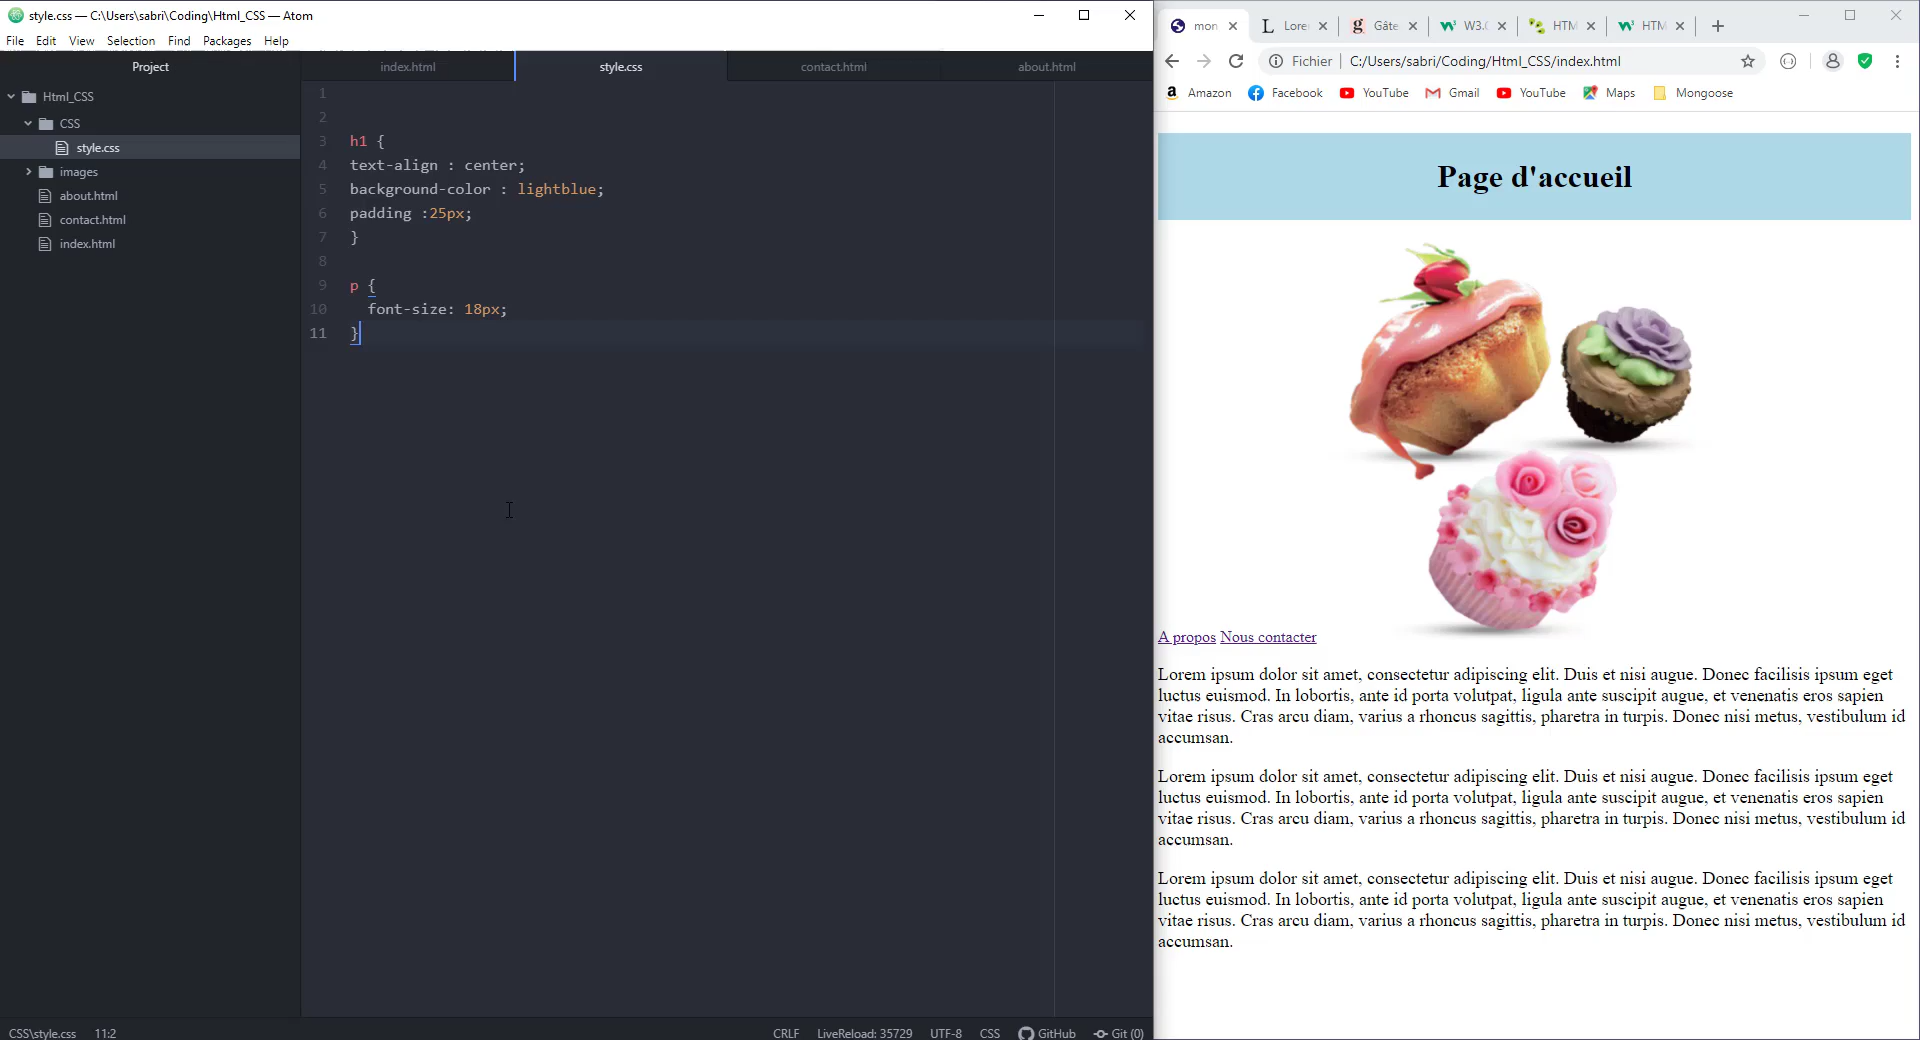 style.css — C:\Users\sabri\Coding\Html_CSS — Atom
File Edit View Selection Find Packages Help
Project
Html_CSS
CSS
style.css
images
about.html
contact.html
index.html
index.html style.css contact.html about.html
1
2
3 h1 {
4 text-align : center;
5 background-color : lightblue;
6 padding :25px;
7 }
8
9 p {
10 font-size: 18px;
11 }
CSS\style.css 11:2 CRLF LiveReload: 35729 UTF-8 CSS GitHub Git (0)
mon Lore Gâte W3.( HTM HTM
Fichier C:/Users/sabri/Coding/Html_CSS/index.html
Amazon Facebook YouTube Gmail YouTube Maps Mongoose
Page d'accueil
A propos Nous contacter
Lorem ipsum dolor sit amet, consectetur adipiscing elit. Duis et nisi augue. Donec facilisis ipsum eget
luctus euismod. In lobortis, ante id porta volutpat, ligula ante suscipit augue, et venenatis eros sapien
vitae risus. Cras arcu diam, varius a rhoncus sagittis, pharetra in turpis. Donec nisi metus, vestibulum id
accumsan.
Lorem ipsum dolor sit amet, consectetur adipiscing elit. Duis et nisi augue. Donec facilisis ipsum eget
luctus euismod. In lobortis, ante id porta volutpat, ligula ante suscipit augue, et venenatis eros sapien
vitae risus. Cras arcu diam, varius a rhoncus sagittis, pharetra in turpis. Donec nisi metus, vestibulum id
accumsan.
Lorem ipsum dolor sit amet, consectetur adipiscing elit. Duis et nisi augue. Donec facilisis ipsum eget
luctus euismod. In lobortis, ante id porta volutpat, ligula ante suscipit augue, et venenatis eros sapien
vitae risus. Cras arcu diam, varius a rhoncus sagittis, pharetra in turpis. Donec nisi metus, vestibulum id
accumsan.